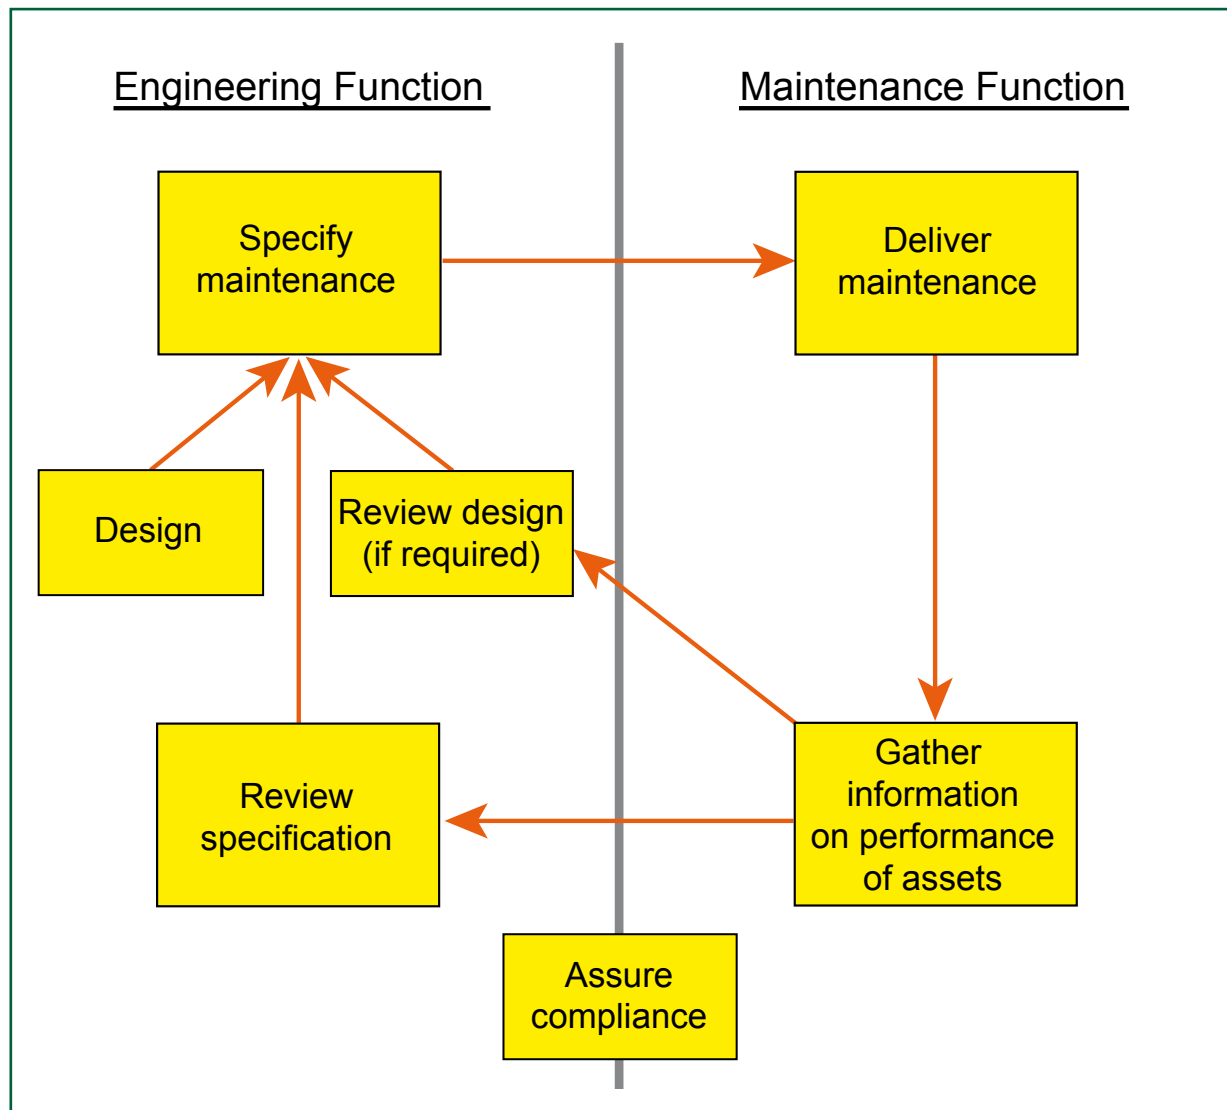 Engineering Function
Maintenance Function
Specify
maintenance
Deliver
maintenance
Design
Review design
(if required)
Review
specification
Gather
information
on performance
of assets
Assure
compliance